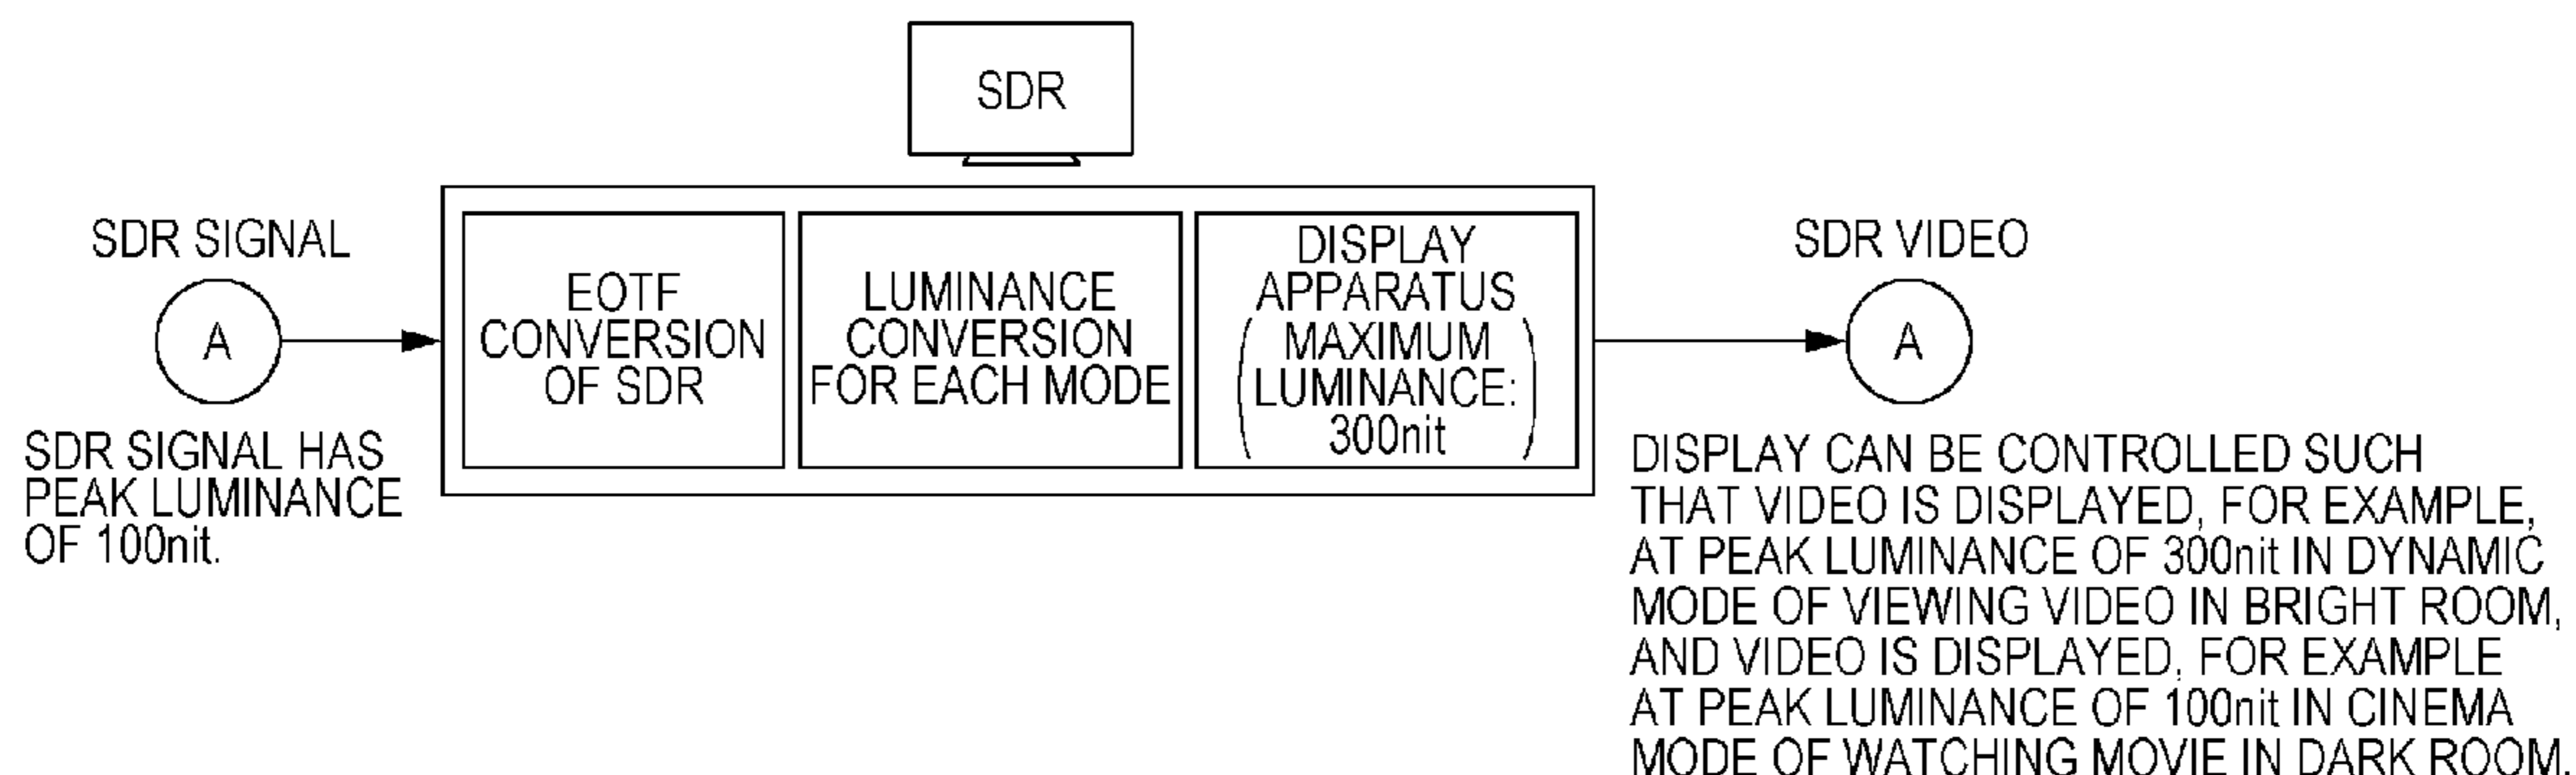 SDR
SDR SIGNAL
A
SDR SIGNAL HAS
PEAK LUMINANCE
OF 100nit.
EOTF
CONVERSION
OF SDR
LUMINANCE
CONVERSION
FOR EACH MODE
DISPLAY
APPARATUS
(MAXIMUM
LUMINANCE:
300nit)
SDR VIDEO
A
DISPLAY CAN BE CONTROLLED SUCH
THAT VIDEO IS DISPLAYED, FOR EXAMPLE,
AT PEAK LUMINANCE OF 300nit IN DYNAMIC
MODE OF VIEWING VIDEO IN BRIGHT ROOM,
AND VIDEO IS DISPLAYED, FOR EXAMPLE
AT PEAK LUMINANCE OF 100nit IN CINEMA
MODE OF WATCHING MOVIE IN DARK ROOM.